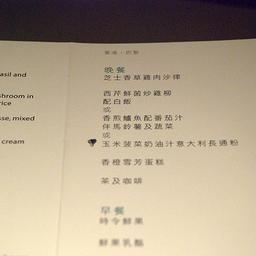 asil and
香港 - 巴黎
晚餐
芝士香草雞肉沙律
shroom in
rice
西芹鮮菌炒雞柳
配白飯
或
sse, mixed
香煎鱸魚配番茄汁
伴馬鈴薯及蔬菜
或
cream
玉米菠菜奶油汁意大利長通粉
香橙雪芳蛋糕
茶及咖啡
早餐
時令鮮果
鮮果乳酪